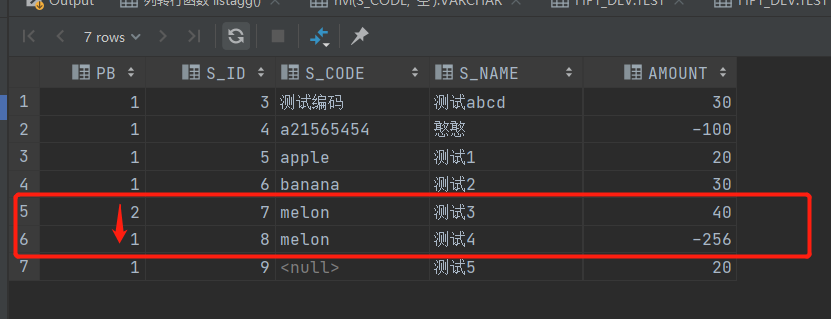 Output 列转行函数 listagg() nvl(S_CODE, '空').VARCHAR
7 rows
PB S_ID S_CODE S_NAME AMOUNT
1 1 3 测试编码 测试abcd 30
2 1 4 a21565454 憨憨 -100
3 1 5 apple 测试1 20
4 1 6 banana 测试2 30
5 2 7 melon 测试3 40
6 1 8 melon 测试4 -256
7 1 9 <null> 测试5 20